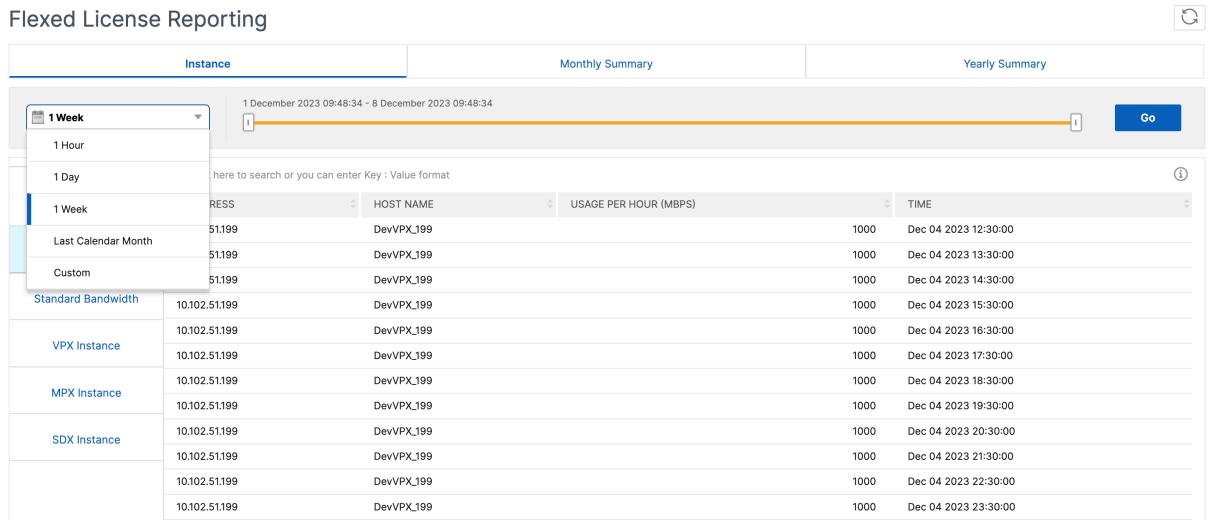 Flexed License Reporting
Instance Monthly Summary Yearly Summary
1 December 2023 09:48:34 - 8 December 2023 09:48:34
1 Week
Go
1 Hour
1 Day
1 Week
Last Calendar Month
Custom
here to search or you can enter Key : Value format
RESS HOST NAME USAGE PER HOUR (MBPS) TIME
51.199 DevVPX_199 1000 Dec 04 2023 12:30:00
51.199 DevVPX_199 1000 Dec 04 2023 13:30:00
51.199 DevVPX_199 1000 Dec 04 2023 14:30:00
Standard Bandwidth
10.102.51.199 DevVPX_199 1000 Dec 04 2023 15:30:00
10.102.51.199 DevVPX_199 1000 Dec 04 2023 16:30:00
VPX Instance
10.102.51.199 DevVPX_199 1000 Dec 04 2023 17:30:00
10.102.51.199 DevVPX_199 1000 Dec 04 2023 18:30:00
MPX Instance
10.102.51.199 DevVPX_199 1000 Dec 04 2023 19:30:00
10.102.51.199 DevVPX_199 1000 Dec 04 2023 20:30:00
SDX Instance
10.102.51.199 DevVPX_199 1000 Dec 04 2023 21:30:00
10.102.51.199 DevVPX_199 1000 Dec 04 2023 22:30:00
10.102.51.199 DevVPX_199 1000 Dec 04 2023 23:30:00